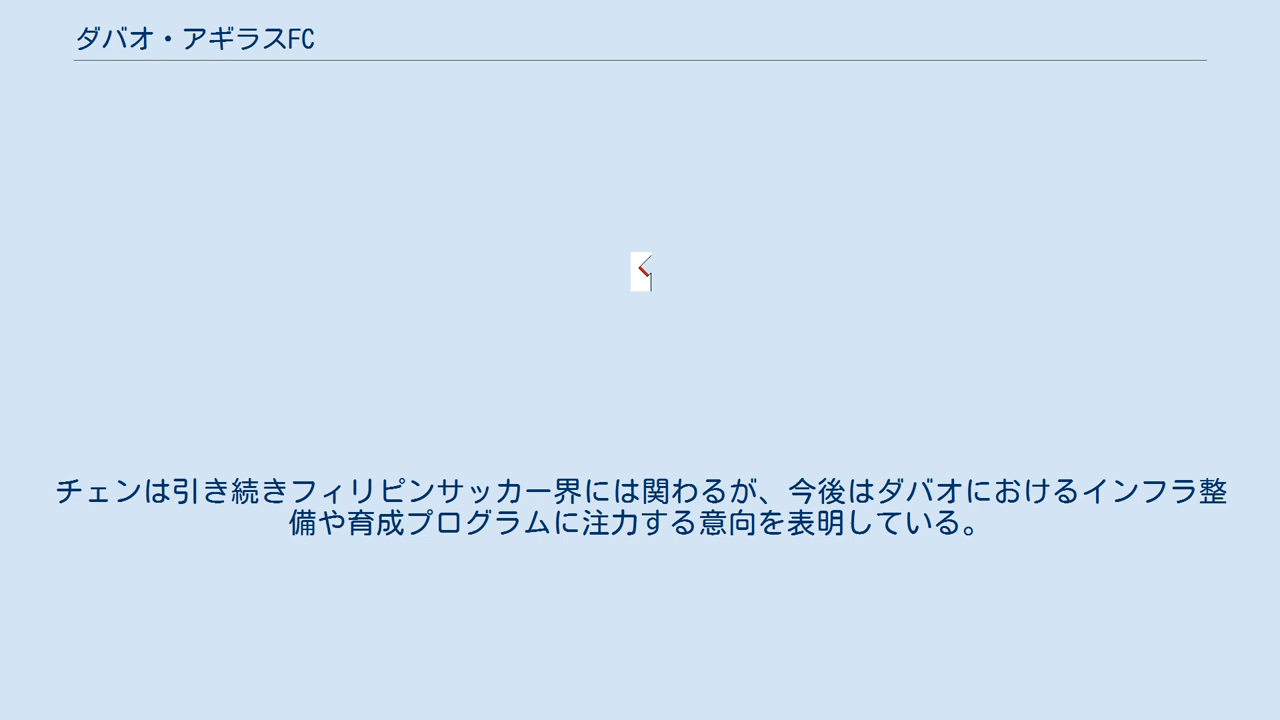 ダバオ・アギラスFC
チェンは引き続きフィリピンサッカー界には関わるが、今後はダバオにおけるインフラ整
備や育成プログラムに注力する意向を表明している。